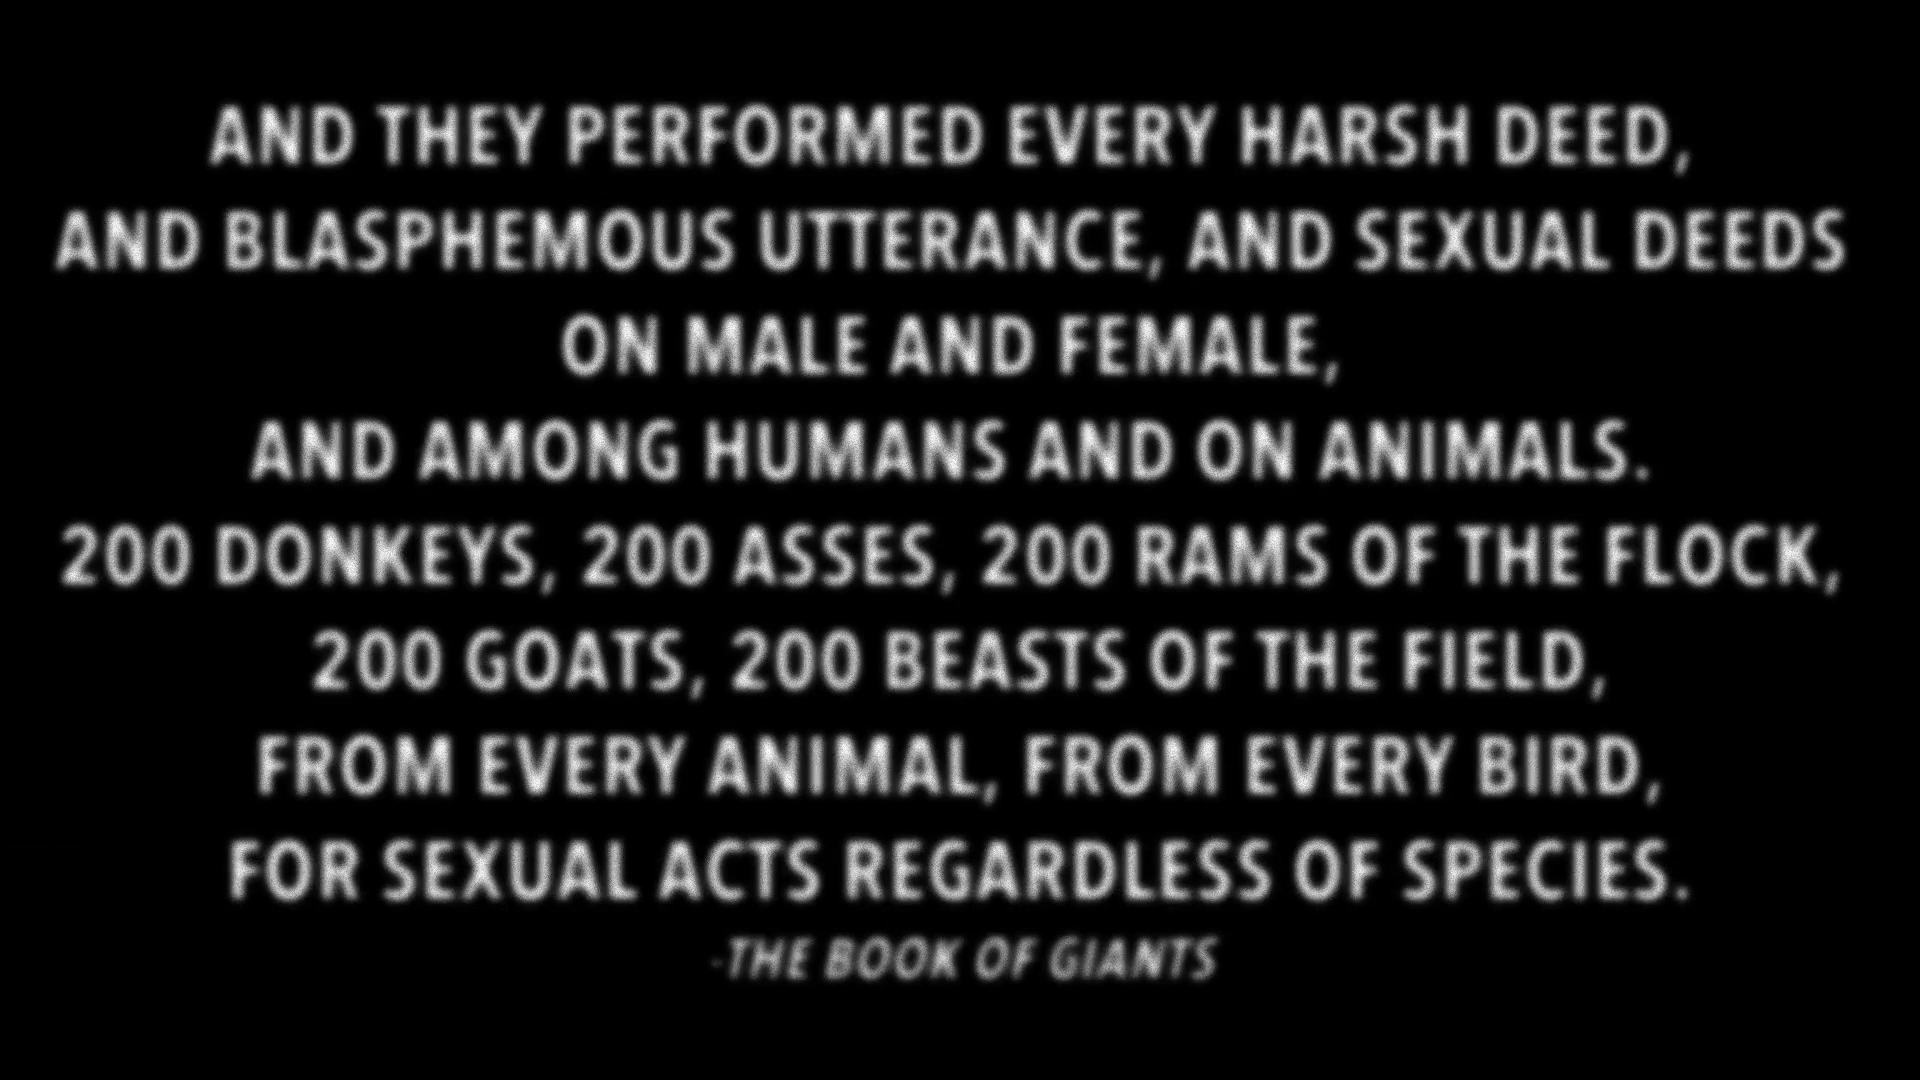 AND THEY PERFORMED EVERY HARSH DEED,
AND BLASPHEMOUS UTTERANCE, AND SEXUAL DEEDS
ON MALE AND FEMALE,
AND AMONG HUMANS AND ON ANIMALS.
200 DONKEYS, 200 ASSES, 200 RAMS OF THE FLOCK,
200 GOATS, 200 BEASTS OF THE FIELD,
FROM EVERY ANIMAL, FROM EVERY BIRD,
FOR SEXUAL ACTS REGARDLESS OF SPECIES.
-THE BOOK OF GIANTS